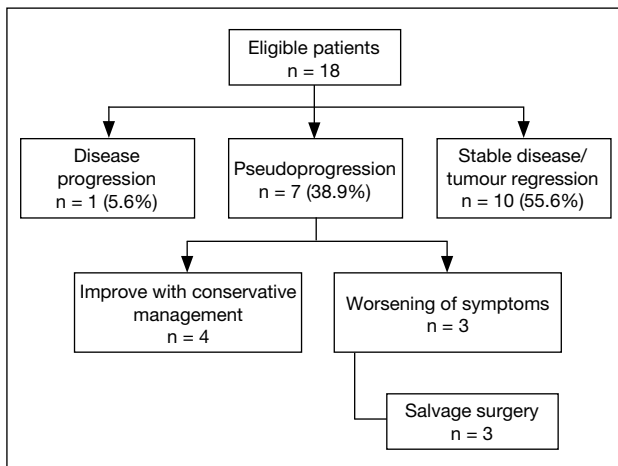 Eligible patients
n = 18
Disease
progression
n = 1 (5.6%)
Pseudoprogression
n = 7 (38.9%)
Stable disease/
tumour regression
n = 10 (55.6%)
Improve with conservative
management
n = 4
Worsening of symptoms
n = 3
Salvage surgery
n = 3